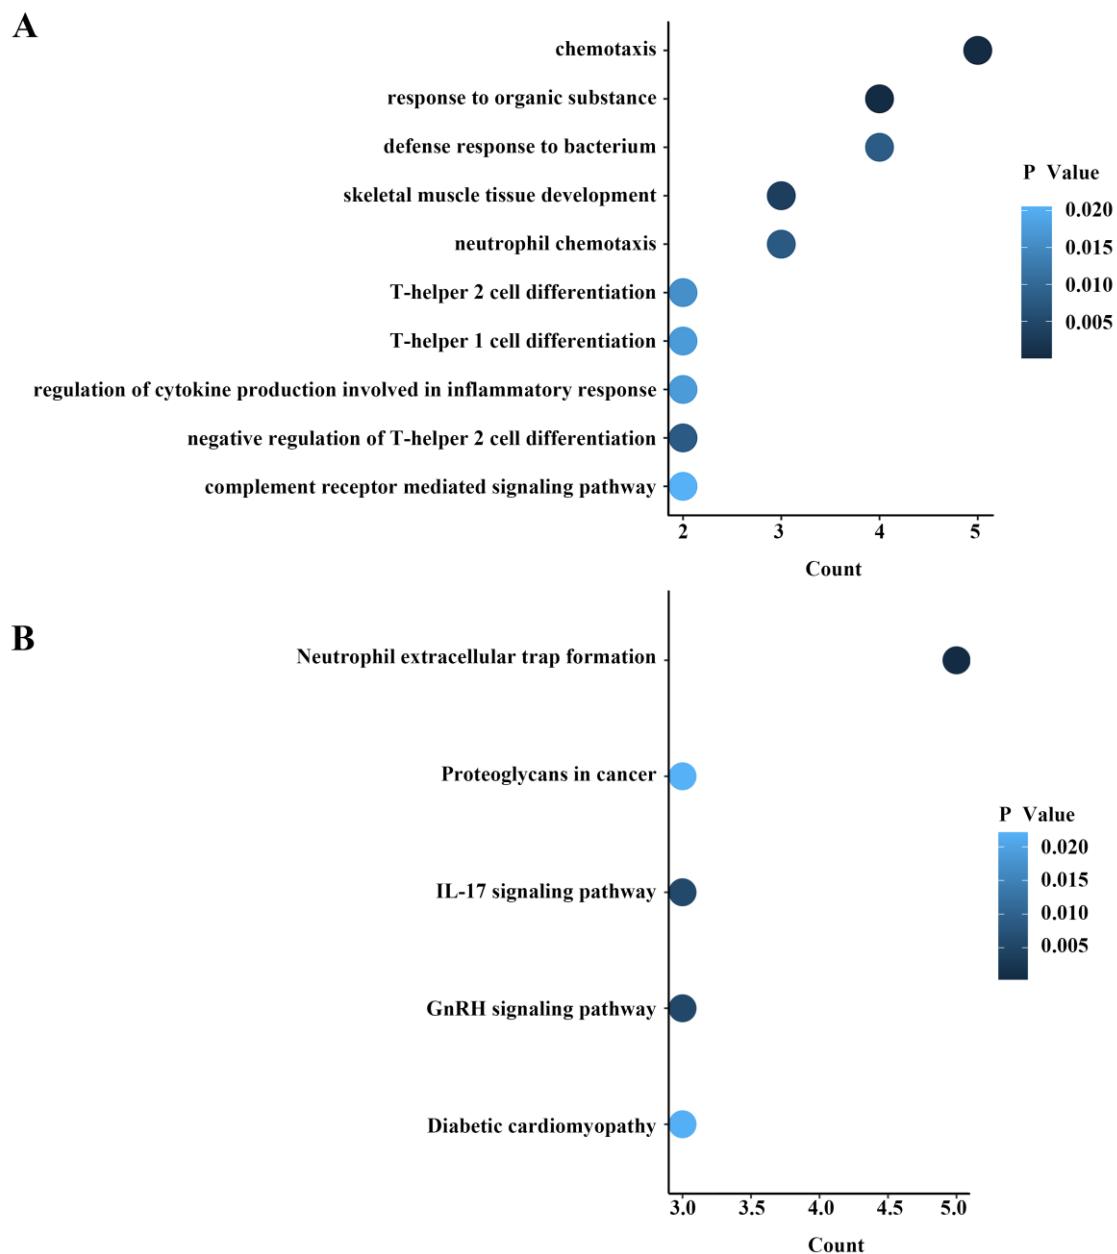 A
chemotaxis
response to organic substance
defense response to bacterium
skeletal muscle tissue development
neutrophil chemotaxis
T-helper 2 cell differentiation
T-helper 1 cell differentiation
regulation of cytokine production involved in inflammatory response
negative regulation of T-helper 2 cell differentiation
complement receptor mediated signaling pathway
2 3 4 5
Count
P Value
0.020
0.015
0.010
0.005
B
Neutrophil extracellular trap formation
Proteoglycans in cancer
IL-17 signaling pathway
GnRH signaling pathway
Diabetic cardiomyopathy
3.0 3.5 4.0 4.5 5.0
Count
P Value
0.020
0.015
0.010
0.005